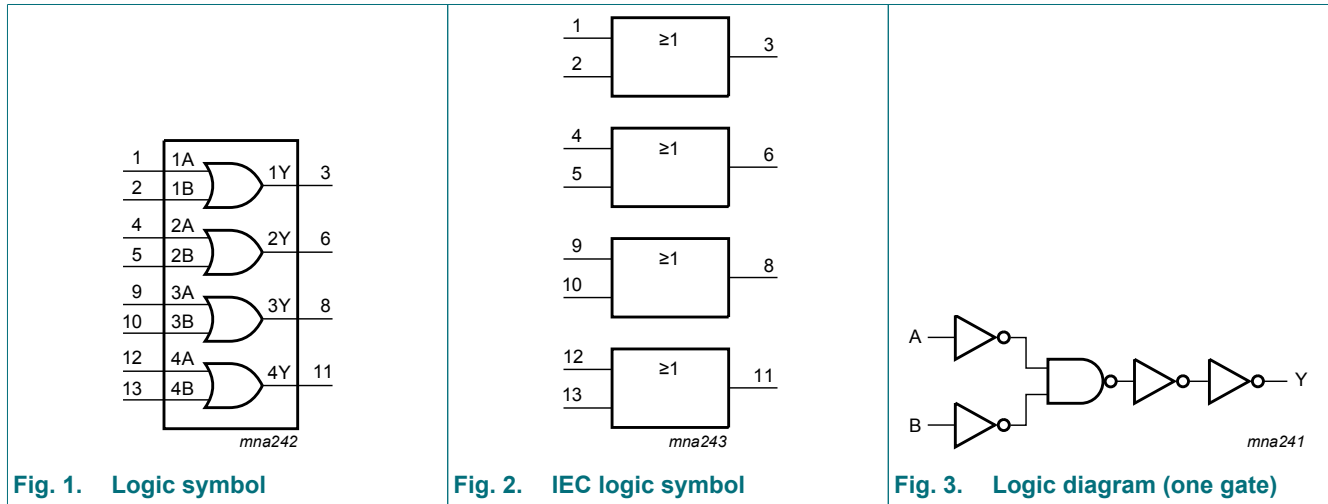 1 1A 1Y 3
2 1B
4 2A 2Y 6
5 2B
9 3A 3Y 8
10 3B
12 4A 4Y 11
13 4B
mna242
Fig. 1. Logic symbol
1 ≥1 3
2
4 ≥1 6
5
9 ≥1 8
10
12 ≥1 11
13
mna243
Fig. 2. IEC logic symbol
A
Y
B
mna241
Fig. 3. Logic diagram (one gate)